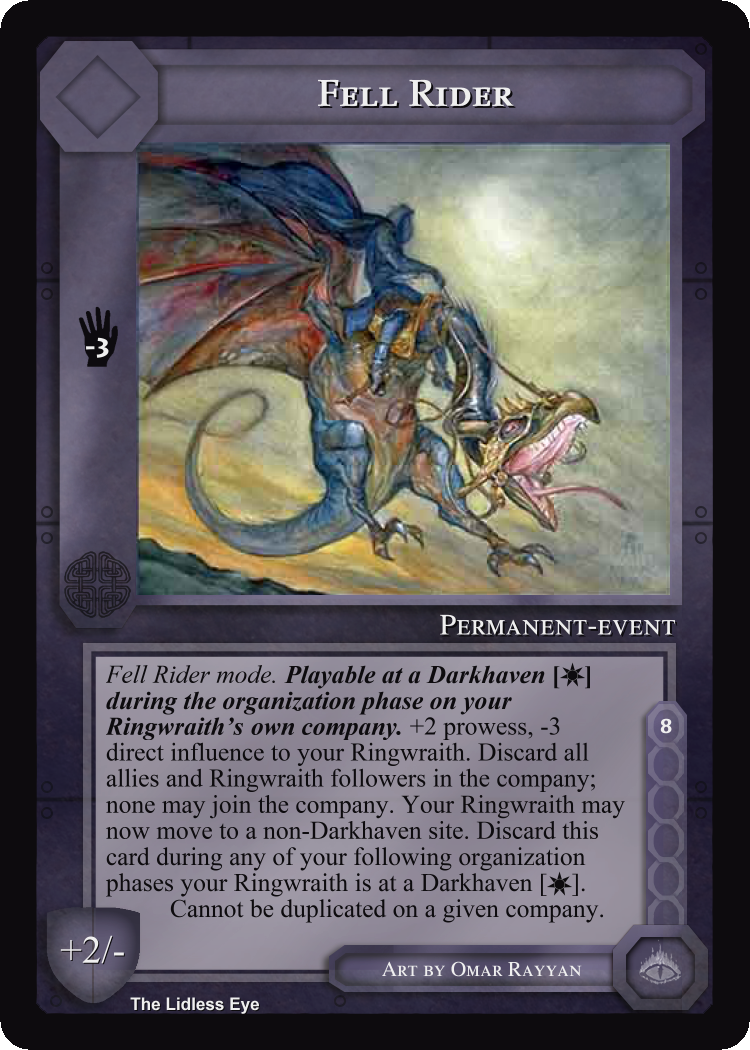 Fell Rider
-3
Permanent-event
Fell Rider mode. Playable at a Darkhaven [☀]
during the organization phase on your
Ringwraith's own company. +2 prowess, -3
direct influence to your Ringwraith. Discard all
allies and Ringwraith followers in the company;
none may join the company. Your Ringwraith may
now move to a non-Darkhaven site. Discard this
card during any of your following organization
phases your Ringwraith is at a Darkhaven [☀].
Cannot be duplicated on a given company.
8
+2/-
Art by Omar Rayyan
The Lidless Eye